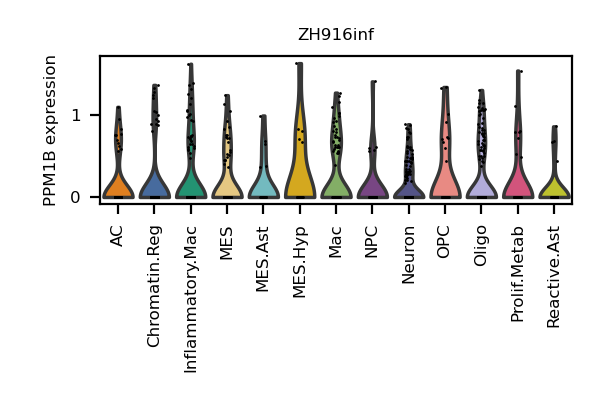 ZH916inf
PPM1B expression
1
0
AC
Chromatin.Reg
Inflammatory.Mac
MES
MES.Ast
MES.Hyp
Mac
NPC
Neuron
OPC
Oligo
Prolif.Metab
Reactive.Ast